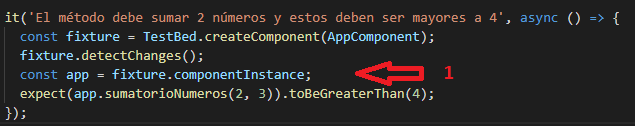 it('El método debe sumar 2 números y estos deben ser mayores a 4', async () => {
const fixture = TestBed.createComponent(AppComponent);
fixture.detectChanges();
const app = fixture.componentInstance; 1
expect(app.sumatorioNumeros(2, 3)).toBeGreaterThan(4);
});